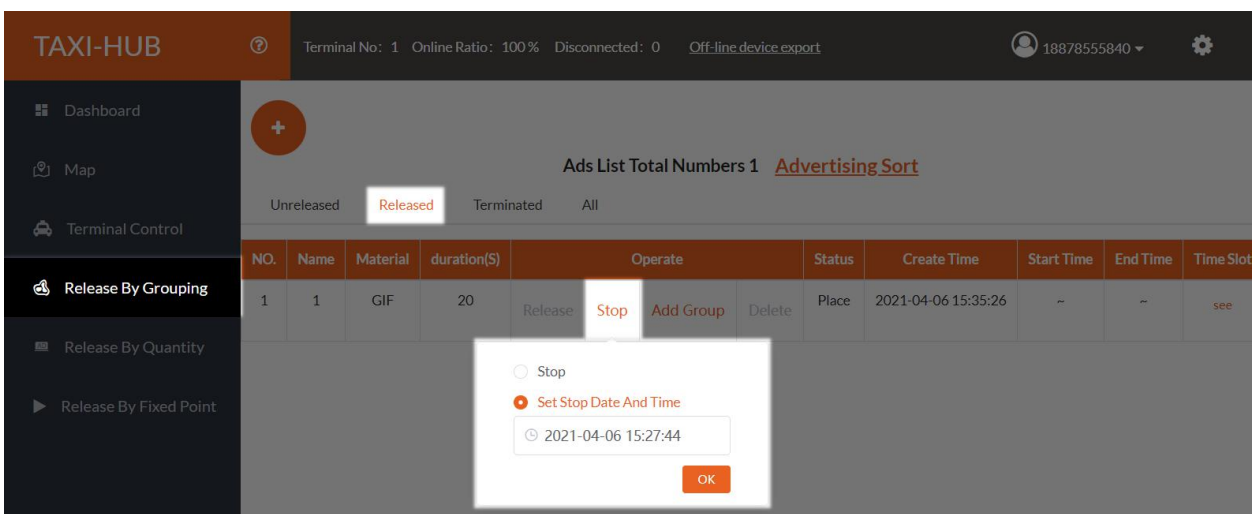 TAXI-HUB
Terminal No: 1 Online Ratio: 100 % Disconnected: 0 Off-line device export
18878555840
Dashboard
Map
Terminal Control
Release By Grouping
Release By Quantity
Release By Fixed Point
Ads List Total Numbers 1 Advertising Sort
Unreleased Released Terminated All
NO. Name Material duration(S) Operate Status Create Time Start Time End Time Time Slot
1 1 GIF 20 Release Stop Add Group Delete Place 2021-04-06 15:35:26 ~ ~ see
Stop
Set Stop Date And Time
2021-04-06 15:27:44
OK